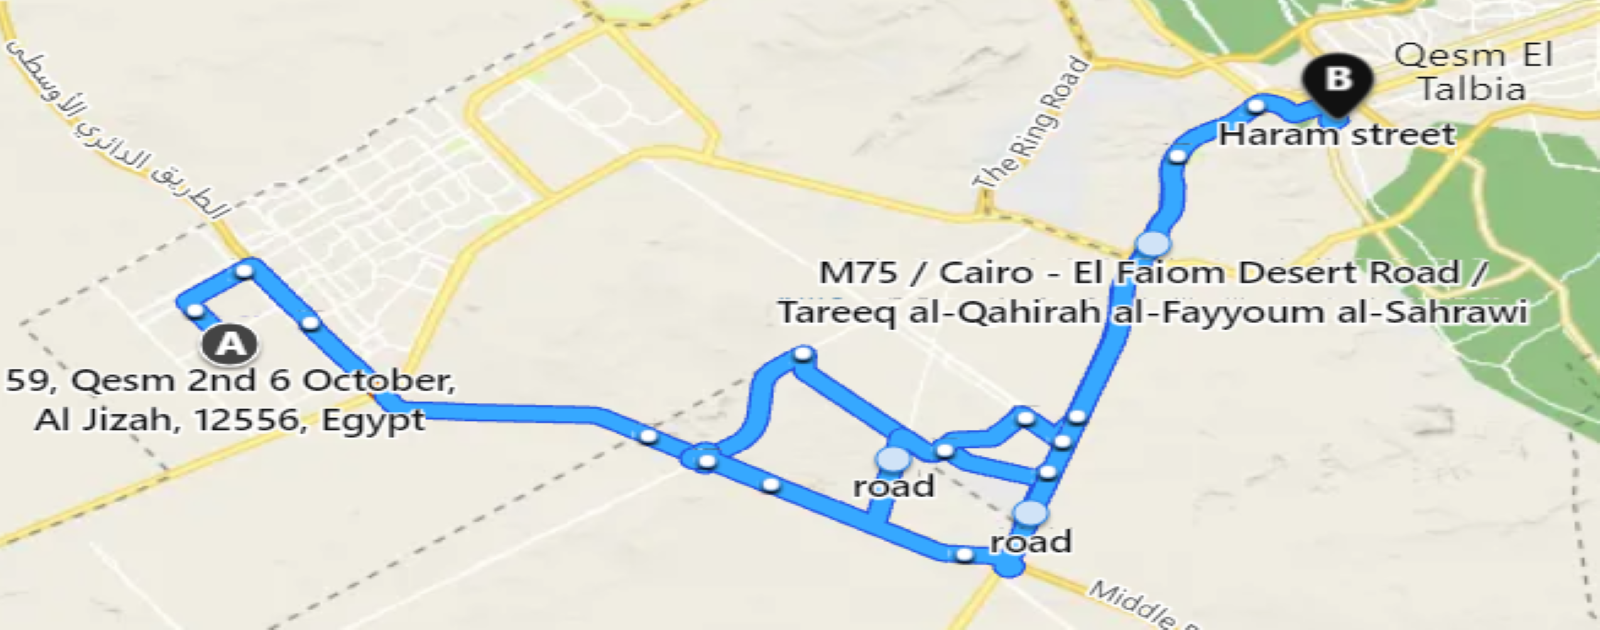 الطريق الدائري الأوسطى
The Ring Road
B
Qesm El
Talbia
Haram street
M75 / Cairo - El Faiom Desert Road /
Tareeq al-Qahirah al-Fayyoum al-Sahrawi
A
59, Qesm 2nd 6 October,
Al Jizah, 12556, Egypt
road
road
Middle